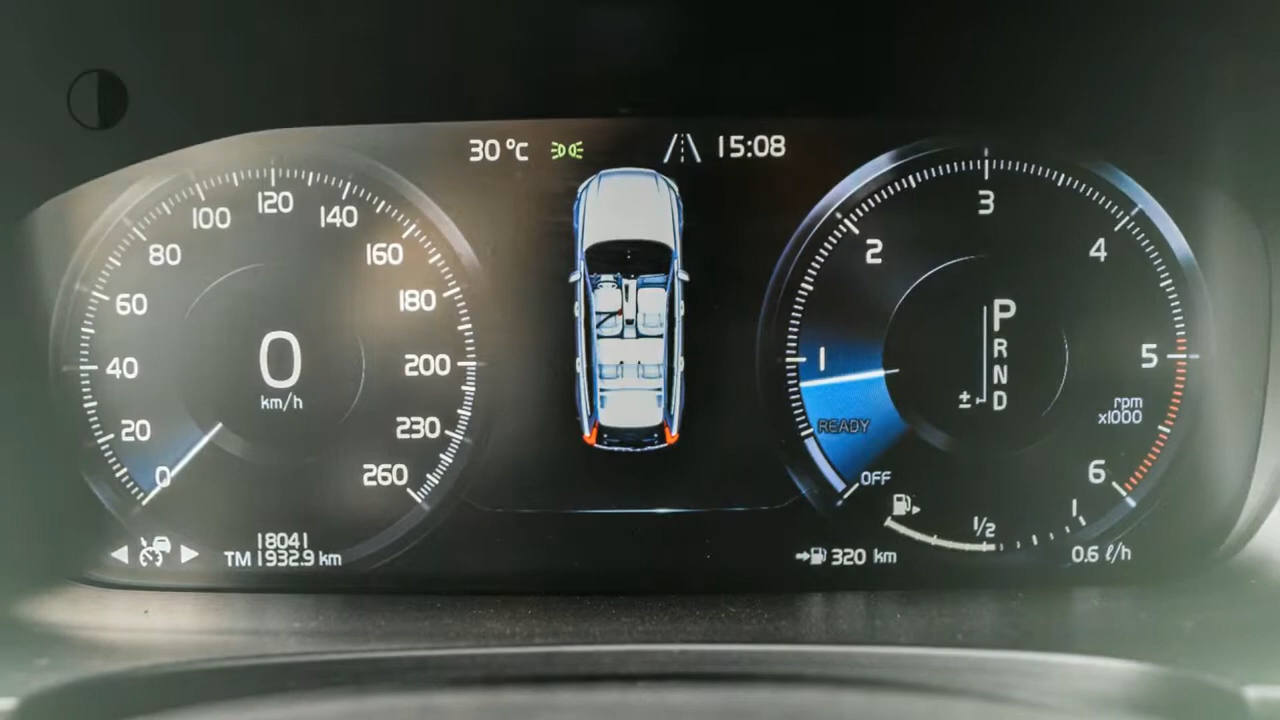 30 °C 15:08
0
20
40
60
80
100
120
140
160
180
200
230
260
0
km/h
18041
TM 1932.9 km
OFF
READY
1
2
3
4
5
6
rpm
x1000
P
R
N
D
±
1/2
1
320 km
0.6 ℓ/h